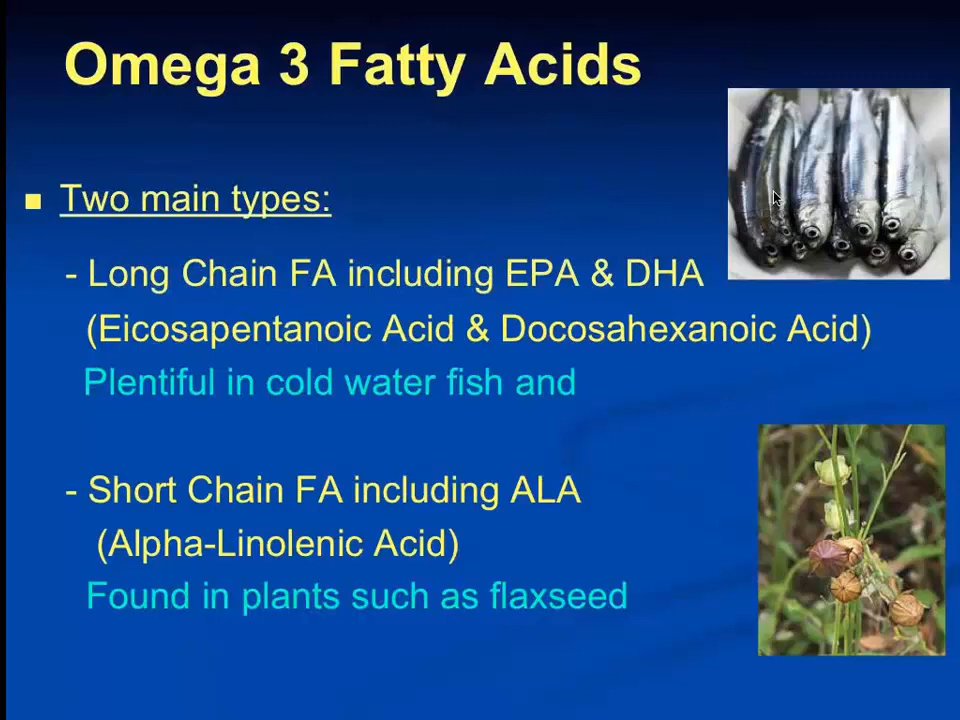 Omega 3 Fatty Acids
Two main types:
- Long Chain FA including EPA & DHA
(Eicosapentanoic Acid & Docosahexanoic Acid)
Plentiful in cold water fish and
- Short Chain FA including ALA
(Alpha-Linolenic Acid)
Found in plants such as flaxseed